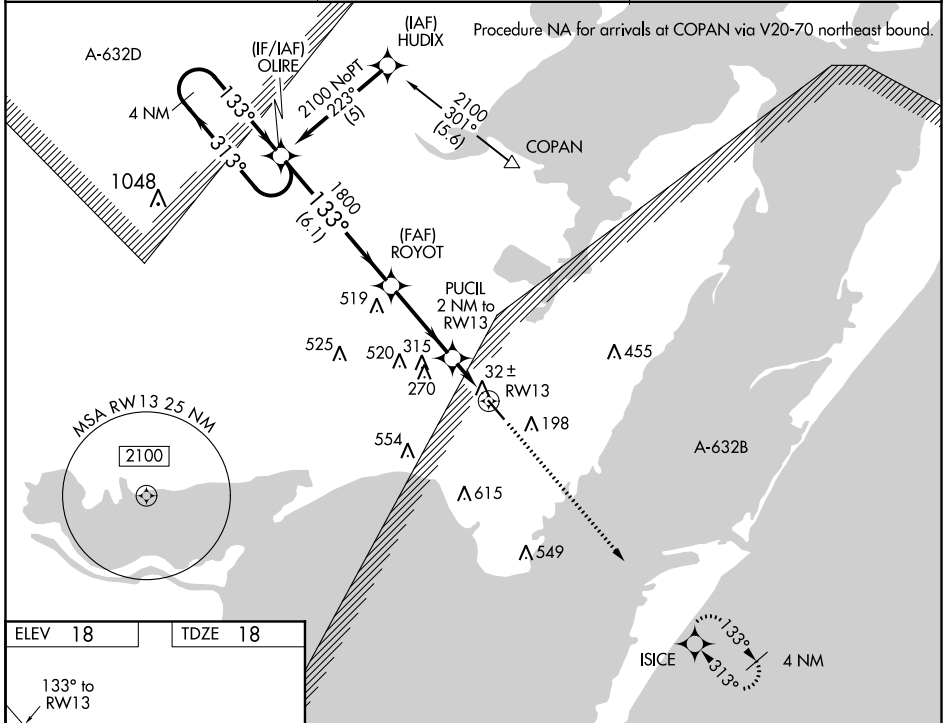 Procedure NA for arrivals at COPAN via V20-70 northeast bound.
(IAF)
HUDIX
(IF/IAF)
OLIRE
A-632D
4 NM
133°
313°
2100 NoPT
223°
(5)
2100
301°
(5.6)
COPAN
1048
1800
133°
(6.1)
(FAF)
ROYOT
PUCIL
2 NM to
RW13
519
525
520
315
270
455
32±
RW13
198
A-632B
MSA RW13 25 NM
2100
554
615
549
ELEV 18
TDZE 18
133° to
RW13
ISICE
133°
313°
4 NM